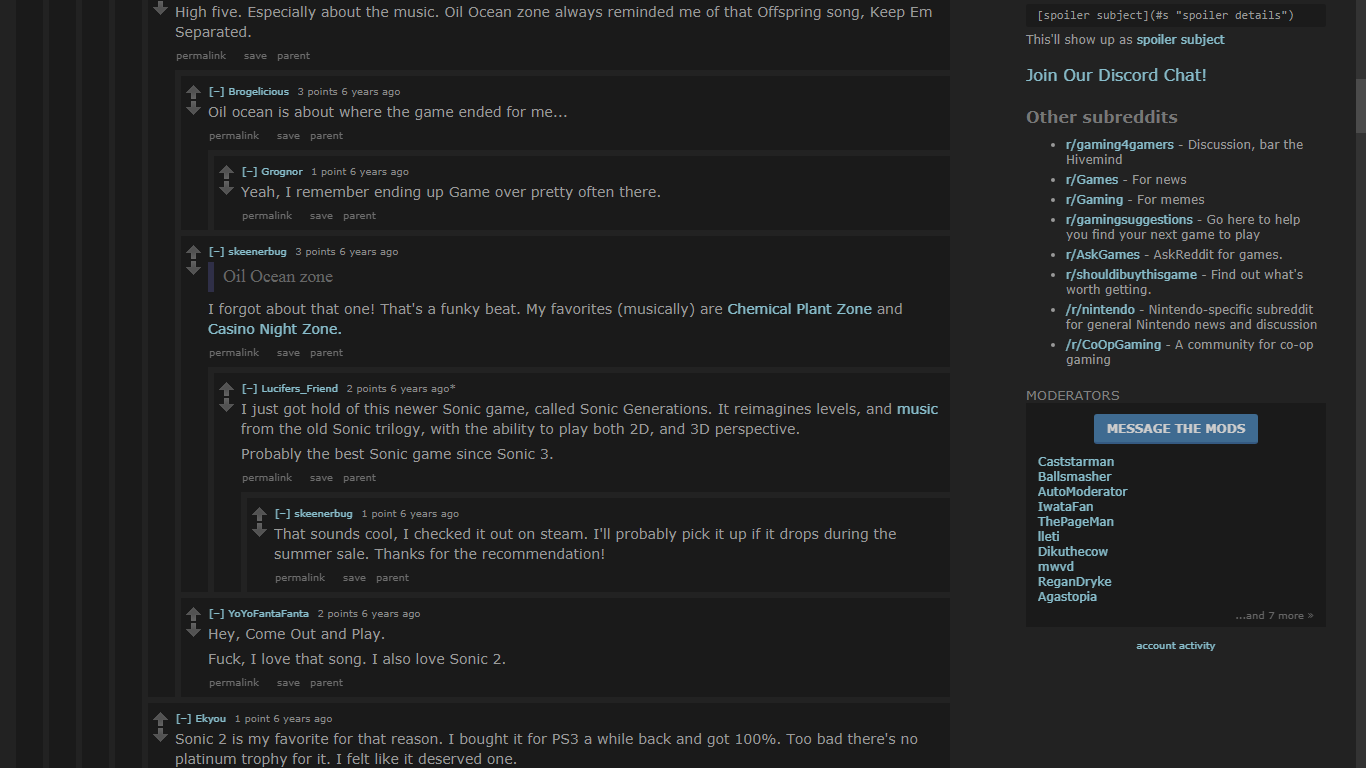 High five. Especially about the music. Oil Ocean zone always reminded me of that Offspring song, Keep Em
Separated.
permalink save parent
[–] Brogelicious 3 points 6 years ago
Oil ocean is about where the game ended for me...
permalink save parent
[–] Grognor 1 point 6 years ago
Yeah, I remember ending up Game over pretty often there.
permalink save parent
[–] skeenerbug 3 points 6 years ago
Oil Ocean zone
I forgot about that one! That's a funky beat. My favorites (musically) are Chemical Plant Zone and
Casino Night Zone.
permalink save parent
[–] Lucifers_Friend 2 points 6 years ago*
I just got hold of this newer Sonic game, called Sonic Generations. It reimagines levels, and music
from the old Sonic trilogy, with the ability to play both 2D, and 3D perspective.
Probably the best Sonic game since Sonic 3.
permalink save parent
[–] skeenerbug 1 point 6 years ago
That sounds cool, I checked it out on steam. I'll probably pick it up if it drops during the
summer sale. Thanks for the recommendation!
permalink save parent
[–] YoYoFantaFanta 2 points 6 years ago
Hey, Come Out and Play.
Fuck, I love that song. I also love Sonic 2.
permalink save parent
[–] Ekyou 1 point 6 years ago
Sonic 2 is my favorite for that reason. I bought it for PS3 a while back and got 100%. Too bad there's no
platinum trophy for it. I felt like it deserved one.
[spoiler subject](#s "spoiler details")
This'll show up as spoiler subject
Join Our Discord Chat!
Other subreddits
• r/gaming4gamers - Discussion, bar the
Hivemind
• r/Games - For news
• r/Gaming - For memes
• r/gamingsuggestions - Go here to help
you find your next game to play
• r/AskGames - AskReddit for games.
• r/shouldibuythisgame - Find out what's
worth getting.
• /r/nintendo - Nintendo-specific subreddit
for general Nintendo news and discussion
• /r/CoOpGaming - A community for co-op
gaming
MODERATORS
MESSAGE THE MODS
Caststarman
Ballsmasher
AutoModerator
IwataFan
ThePageMan
lleti
Dikuthecow
mwvd
ReganDryke
Agastopia
...and 7 more »
account activity